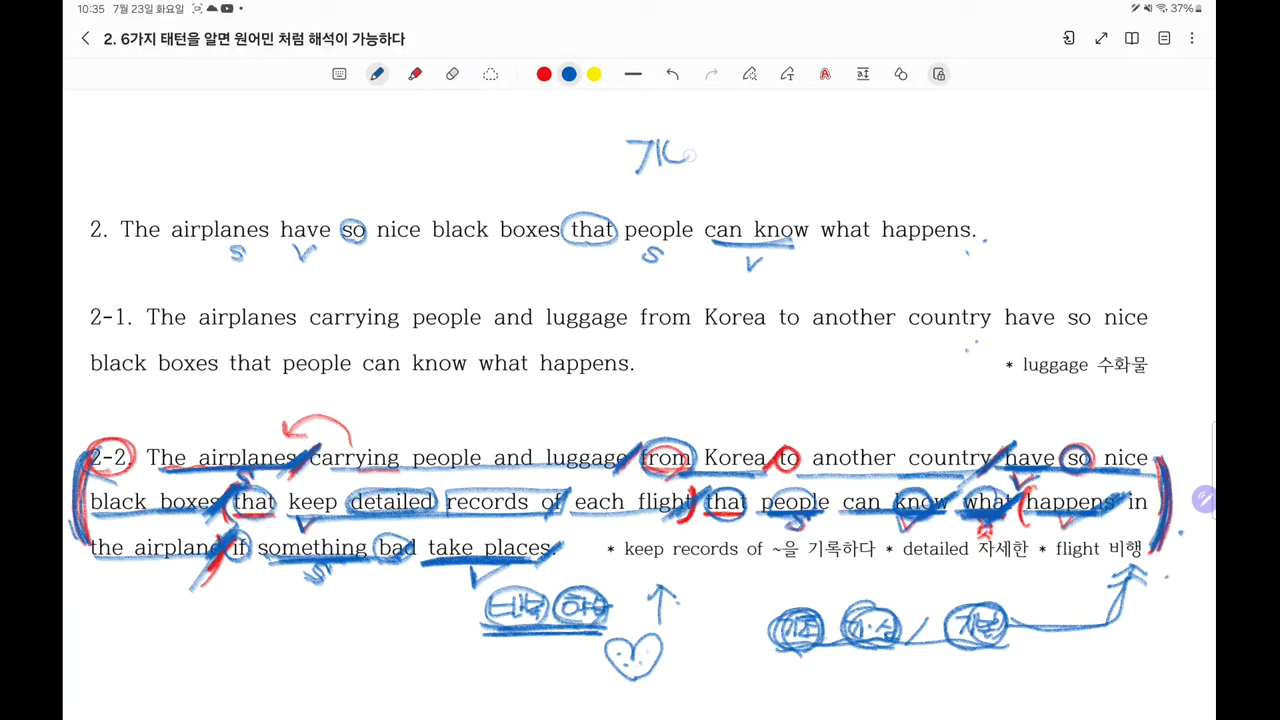 10:35 7월 23일 화요일
37%
2. 6가지 태턴을 알면 원어민 처럼 해석이 가능하다
2. The airplanes have so nice black boxes that people can know what happens.
S V S V
2-1. The airplanes carrying people and luggage from Korea to another country have so nice
black boxes that people can know what happens.
* luggage 수화물
2-2. The airplanes carrying people and luggage from Korea to another country have so nice
black boxes that keep detailed records of each flight that people can know what happens in
the airplane if something bad take places.
* keep records of ~을 기록하다 * detailed 자세한 * flight 비행